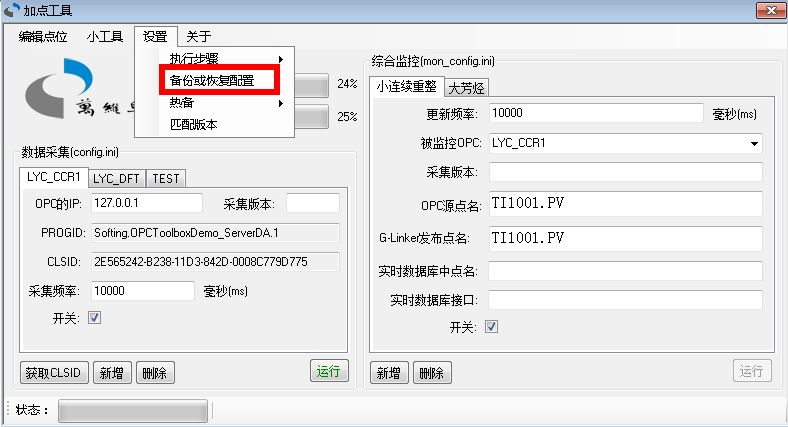 加点工具
编辑点位 小工具 设置 关于
执行步骤
备份或恢复配置
热备
匹配版本
萬維
24%
25%
数据采集(config.ini)
LYC_CCR1 LYC_DFT TEST
OPC的IP: 127.0.0.1 采集版本:
PROGID: Softing.OPCToolboxDemo_ServerDA.1
CLSID: 2E565242-B238-11D3-842D-0008C779D775
采集频率: 10000 毫秒(ms)
开关:
获取CLSID 新增 删除 运行
综合监控(mon_config.ini)
小连续重整 大芳烃
更新频率: 10000 毫秒(ms)
被监控OPC: LYC_CCR1
采集版本:
OPC源点名: TI1001.PV
G-Linker发布点名: TI1001.PV
实时数据库中点名:
实时数据库接口:
开关:
新增 删除 运行
状态：